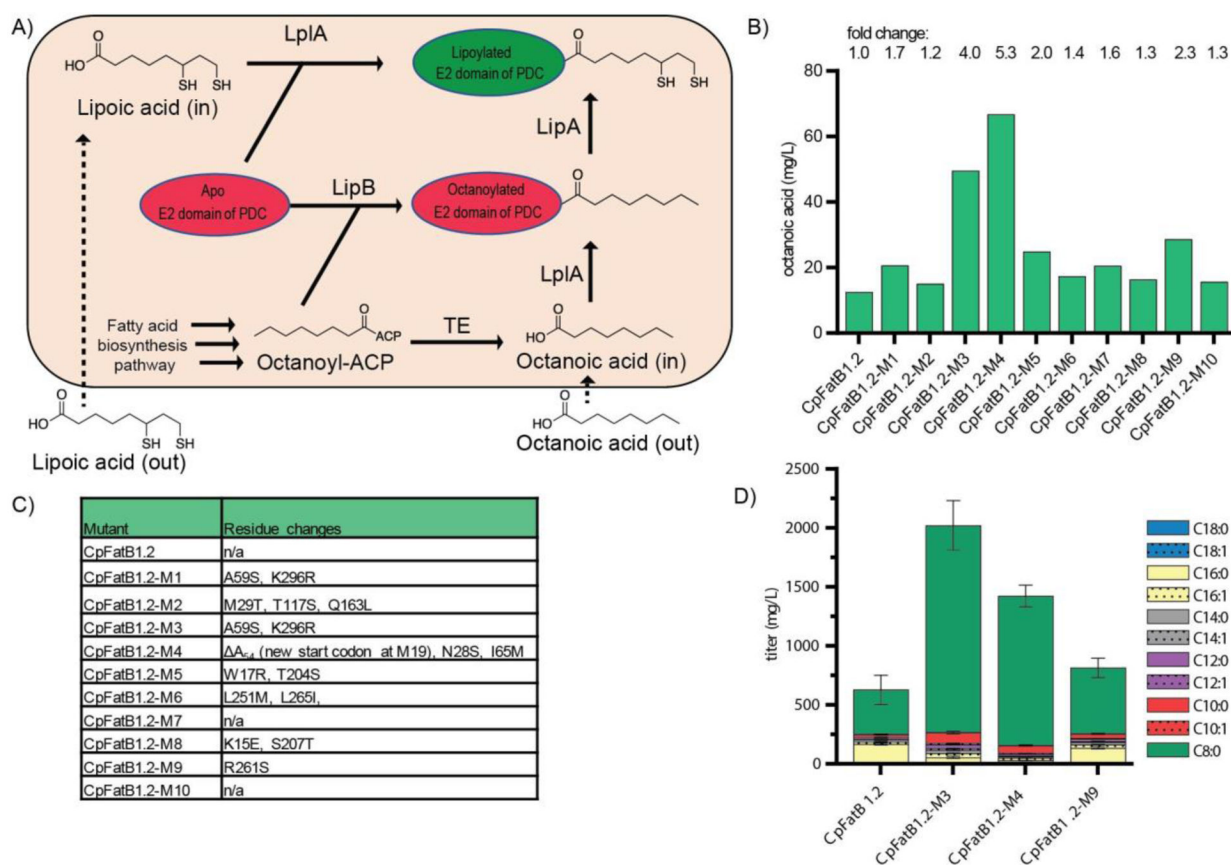 A)
LplA
HO
O
SH
SH
Lipoic acid (in)
Lipoylated
E2 domain of PDC
O
SH
SH
LipA
Apo
E2 domain of PDC
LipB
Octanoylated
E2 domain of PDC
O
LplA
Fatty acid
biosynthesis
pathway
O
ACP
Octanoyl-ACP
TE
O
HO
Octanoic acid (in)
O
HO
SH
SH
Lipoic acid (out)
O
HO
Octanoic acid (out)
B)
fold change:
1.0 1.7 1.2 4.0 5.3 2.0 1.4 1.6 1.3 2.3 1.3
octanoic acid (mg/L)
80
60
40
20
0
CpFatB1.2
CpFatB1.2-M1
CpFatB1.2-M2
CpFatB1.2-M3
CpFatB1.2-M4
CpFatB1.2-M5
CpFatB1.2-M6
CpFatB1.2-M7
CpFatB1.2-M8
CpFatB1.2-M9
CpFatB1.2-M10
C)
Mutant Residue changes
CpFatB1.2 n/a
CpFatB1.2-M1 A59S, K296R
CpFatB1.2-M2 M29T, T117S, Q163L
CpFatB1.2-M3 A59S, K296R
CpFatB1.2-M4 ΔA54 (new start codon at M19), N28S, I65M
CpFatB1.2-M5 W17R, T204S
CpFatB1.2-M6 L251M, L265I,
CpFatB1.2-M7 n/a
CpFatB1.2-M8 K15E, S207T
CpFatB1.2-M9 R261S
CpFatB1.2-M10 n/a
D)
titer (mg/L)
2500
2000
1500
1000
500
0
CpFatB 1.2
CpFatB1.2-M3
CpFatB1.2-M4
CpFatB1 .2-M9
C18:0
C18:1
C16:0
C16:1
C14:0
C14:1
C12:0
C12:1
C10:0
C10:1
C8:0